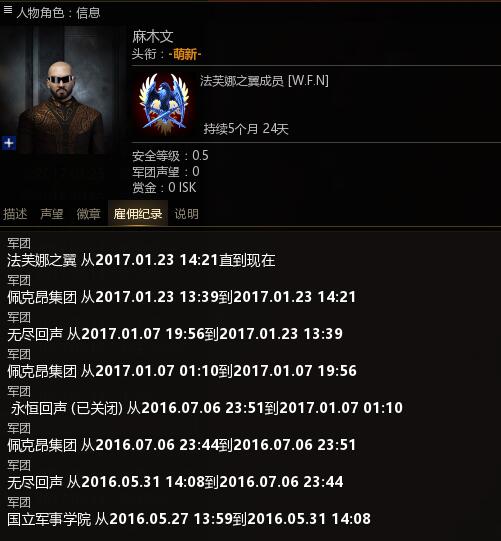 人物角色：信息
麻木文
头衔：-萌新-
法芙娜之翼成员 [W.F.N]
持续5个月 24天
安全等级：0.5
军团声望：0
赏金：0 ISK
描述 声望 徽章 雇佣纪录 说明
军团
法芙娜之翼 从2017.01.23 14:21直到现在
军团
佩克昂集团 从2017.01.23 13:39到2017.01.23 14:21
军团
无尽回声 从2017.01.07 19:56到2017.01.23 13:39
军团
佩克昂集团 从2017.01.07 01:10到2017.01.07 19:56
军团
永恒回声 (已关闭) 从2016.07.06 23:51到2017.01.07 01:10
军团
佩克昂集团 从2016.07.06 23:44到2016.07.06 23:51
军团
无尽回声 从2016.05.31 14:08到2016.07.06 23:44
军团
国立军事学院 从2016.05.27 13:59到2016.05.31 14:08